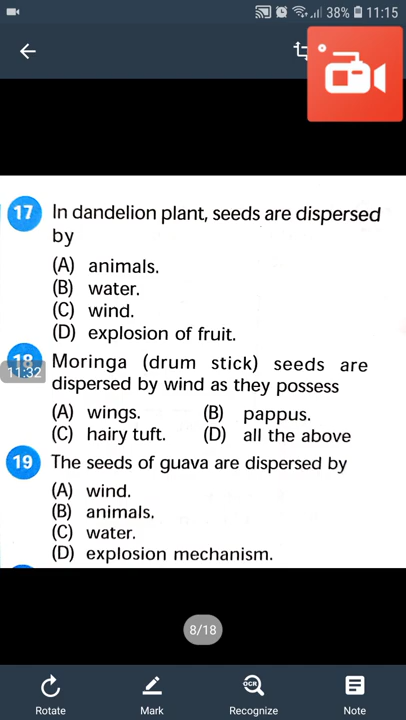 38% 11:15
17 In dandelion plant, seeds are dispersed
by
(A) animals.
(B) water.
(C) wind.
(D) explosion of fruit.
18 Moringa (drum stick) seeds are
11:32 dispersed by wind as they possess
(A) wings. (B) pappus.
(C) hairy tuft. (D) all the above
19 The seeds of guava are dispersed by
(A) wind.
(B) animals.
(C) water.
(D) explosion mechanism.
8/18
OCR
Rotate Mark Recognize Note